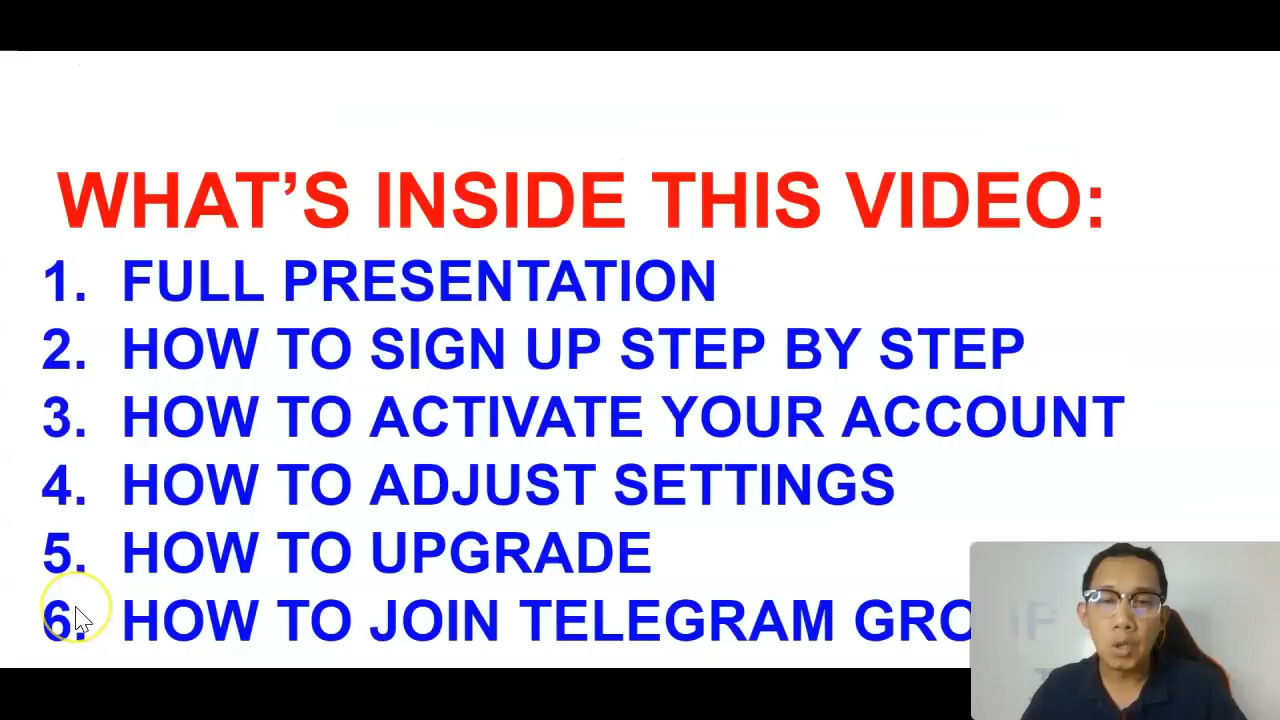 WHAT’S INSIDE THIS VIDEO:
1. FULL PRESENTATION
2. HOW TO SIGN UP STEP BY STEP
3. HOW TO ACTIVATE YOUR ACCOUNT
4. HOW TO ADJUST SETTINGS
5. HOW TO UPGRADE
6. HOW TO JOIN TELEGRAM